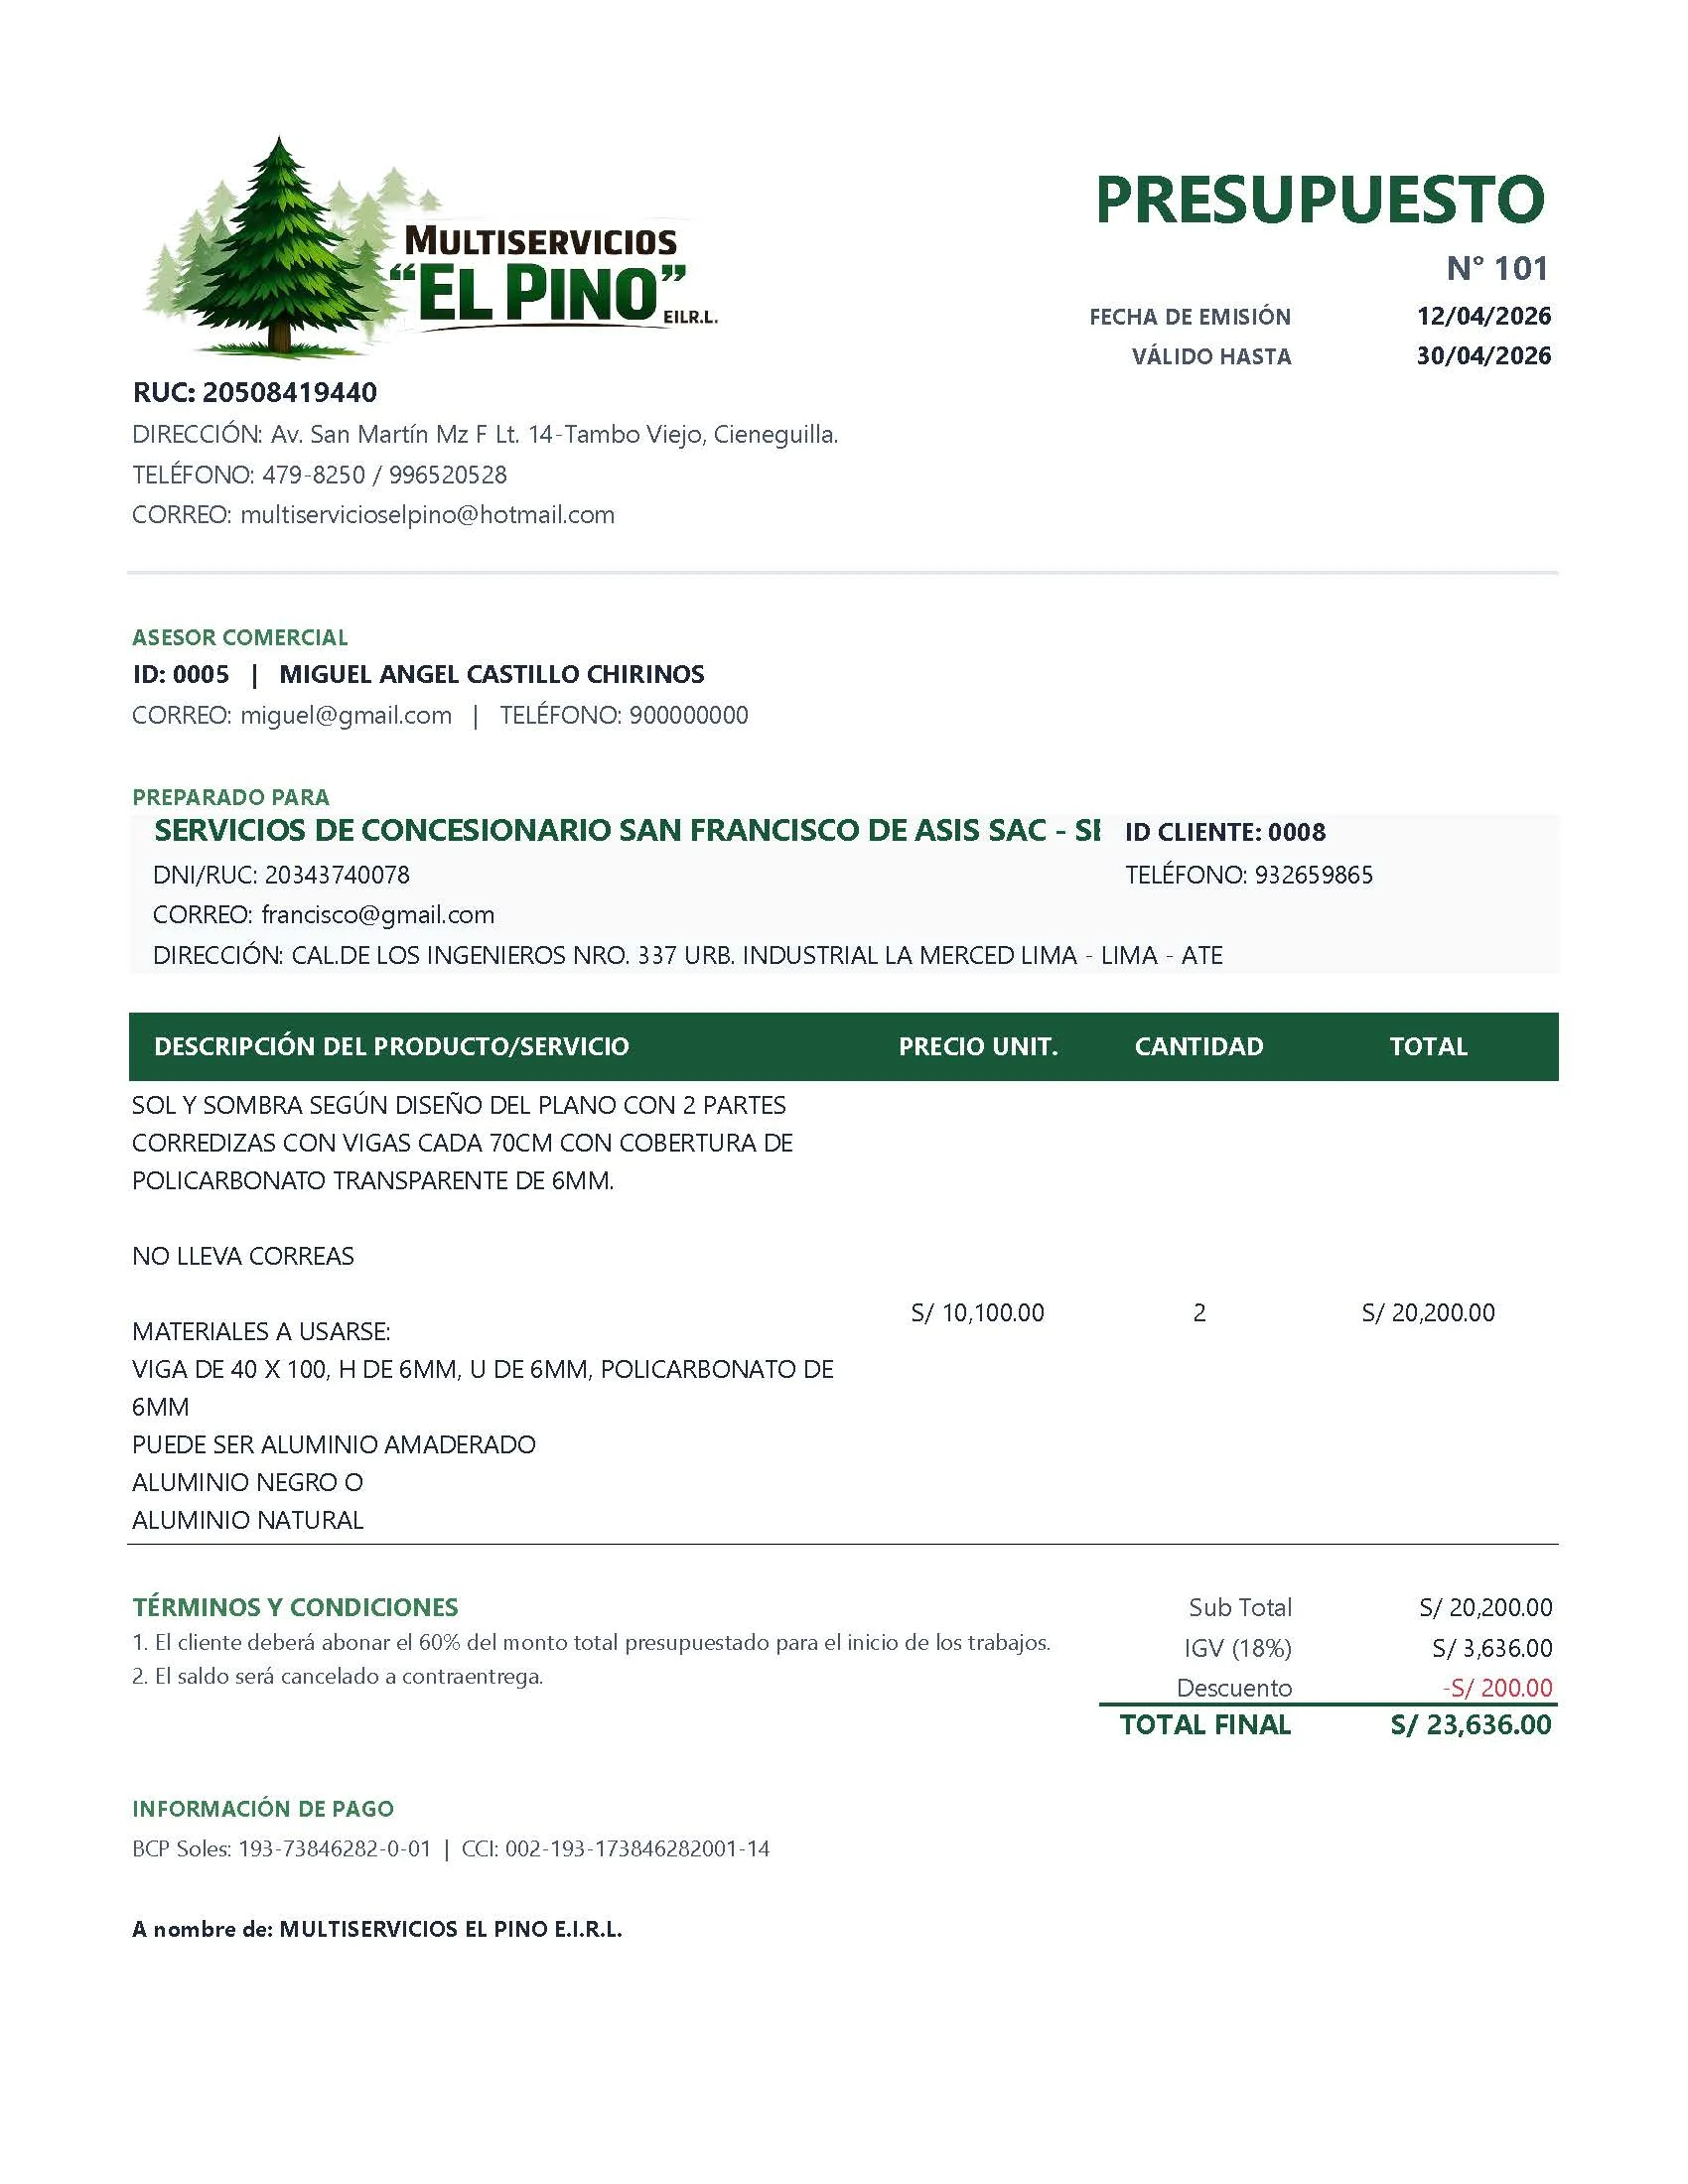 MULTISERVICIOS
“EL PINO”
EILR.L.
PRESUPUESTO
N° 101
FECHA DE EMISIÓN 12/04/2026
VÁLIDO HASTA 30/04/2026
RUC: 20508419440
DIRECCIÓN: Av. San Martín Mz F Lt. 14-Tambo Viejo, Cieneguilla.
TELÉFONO: 479-8250 / 996520528
CORREO: multiservicioselpino@hotmail.com
ASESOR COMERCIAL
ID: 0005 | MIGUEL ANGEL CASTILLO CHIRINOS
CORREO: miguel@gmail.com | TELÉFONO: 900000000
PREPARADO PARA
SERVICIOS DE CONCESIONARIO SAN FRANCISCO DE ASIS SAC - ID CLIENTE: 0008
DNI/RUC: 20343740078 TELÉFONO: 932659865
CORREO: francisco@gmail.com
DIRECCIÓN: CAL.DE LOS INGENIEROS NRO. 337 URB. INDUSTRIAL LA MERCED LIMA - LIMA - ATE
DESCRIPCIÓN DEL PRODUCTO/SERVICIO PRECIO UNIT. CANTIDAD TOTAL
SOL Y SOMBRA SEGÚN DISEÑO DEL PLANO CON 2 PARTES
CORREDIZAS CON VIGAS CADA 70CM CON COBERTURA DE
POLICARBONATO TRANSPARENTE DE 6MM.
NO LLEVA CORREAS
S/ 10,100.00 2 S/ 20,200.00
MATERIALES A USARSE:
VIGA DE 40 X 100, H DE 6MM, U DE 6MM, POLICARBONATO DE
6MM
PUEDE SER ALUMINIO AMADERADO
ALUMINIO NEGRO O
ALUMINIO NATURAL
TÉRMINOS Y CONDICIONES
1. El cliente deberá abonar el 60% del monto total presupuestado para el inicio de los trabajos.
2. El saldo será cancelado a contraentrega.
Sub Total S/ 20,200.00
IGV (18%) S/ 3,636.00
Descuento -S/ 200.00
TOTAL FINAL S/ 23,636.00
INFORMACIÓN DE PAGO
BCP Soles: 193-73846282-0-01 | CCI: 002-193-173846282001-14
A nombre de: MULTISERVICIOS EL PINO E.I.R.L.